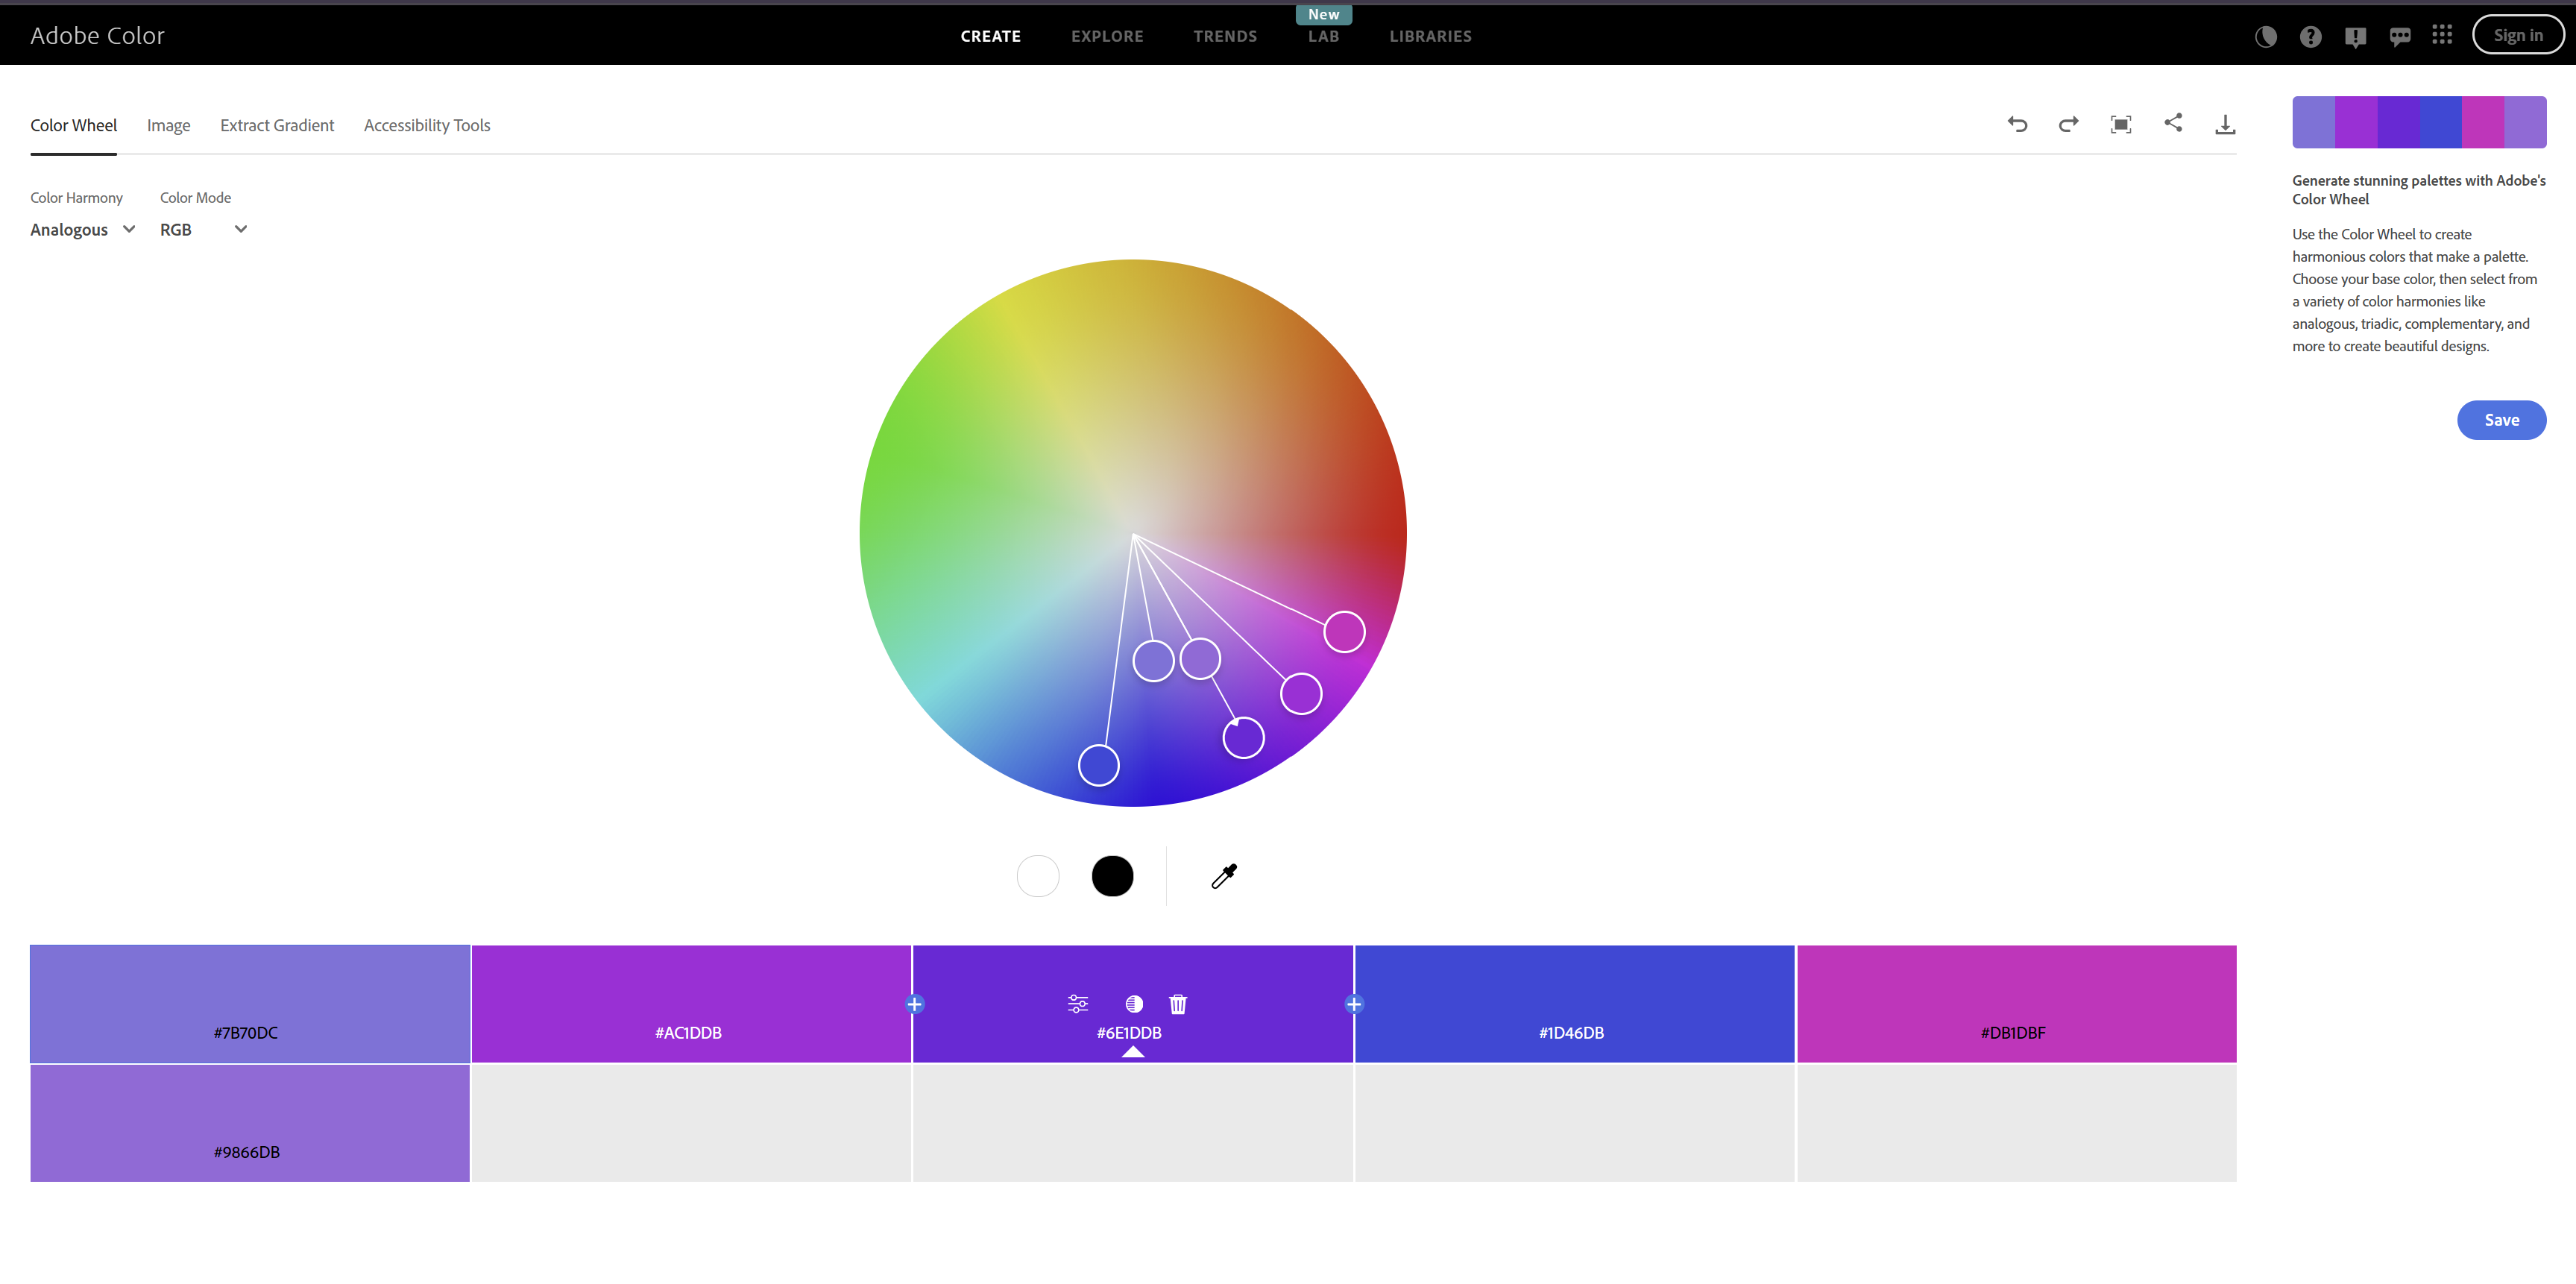 New
Adobe Color
CREATE
EXPLORE
TRENDS
LAB
LIBRARIES
Sign in
Color Wheel
Image
Extract Gradient
Accessibility Tools
Color Harmony
Color Mode
Analogous
RGB
Generate stunning palettes with Adobe's
Color Wheel
Use the Color Wheel to create
harmonious colors that make a palette.
Choose your base color, then select from
a variety of color harmonies like
analogous, triadic, complementary, and
more to create beautiful designs.
Save
#7B70DC
#AC1DDB
#6E1DDB
#1D46DB
#DB1DBF
#9866DB